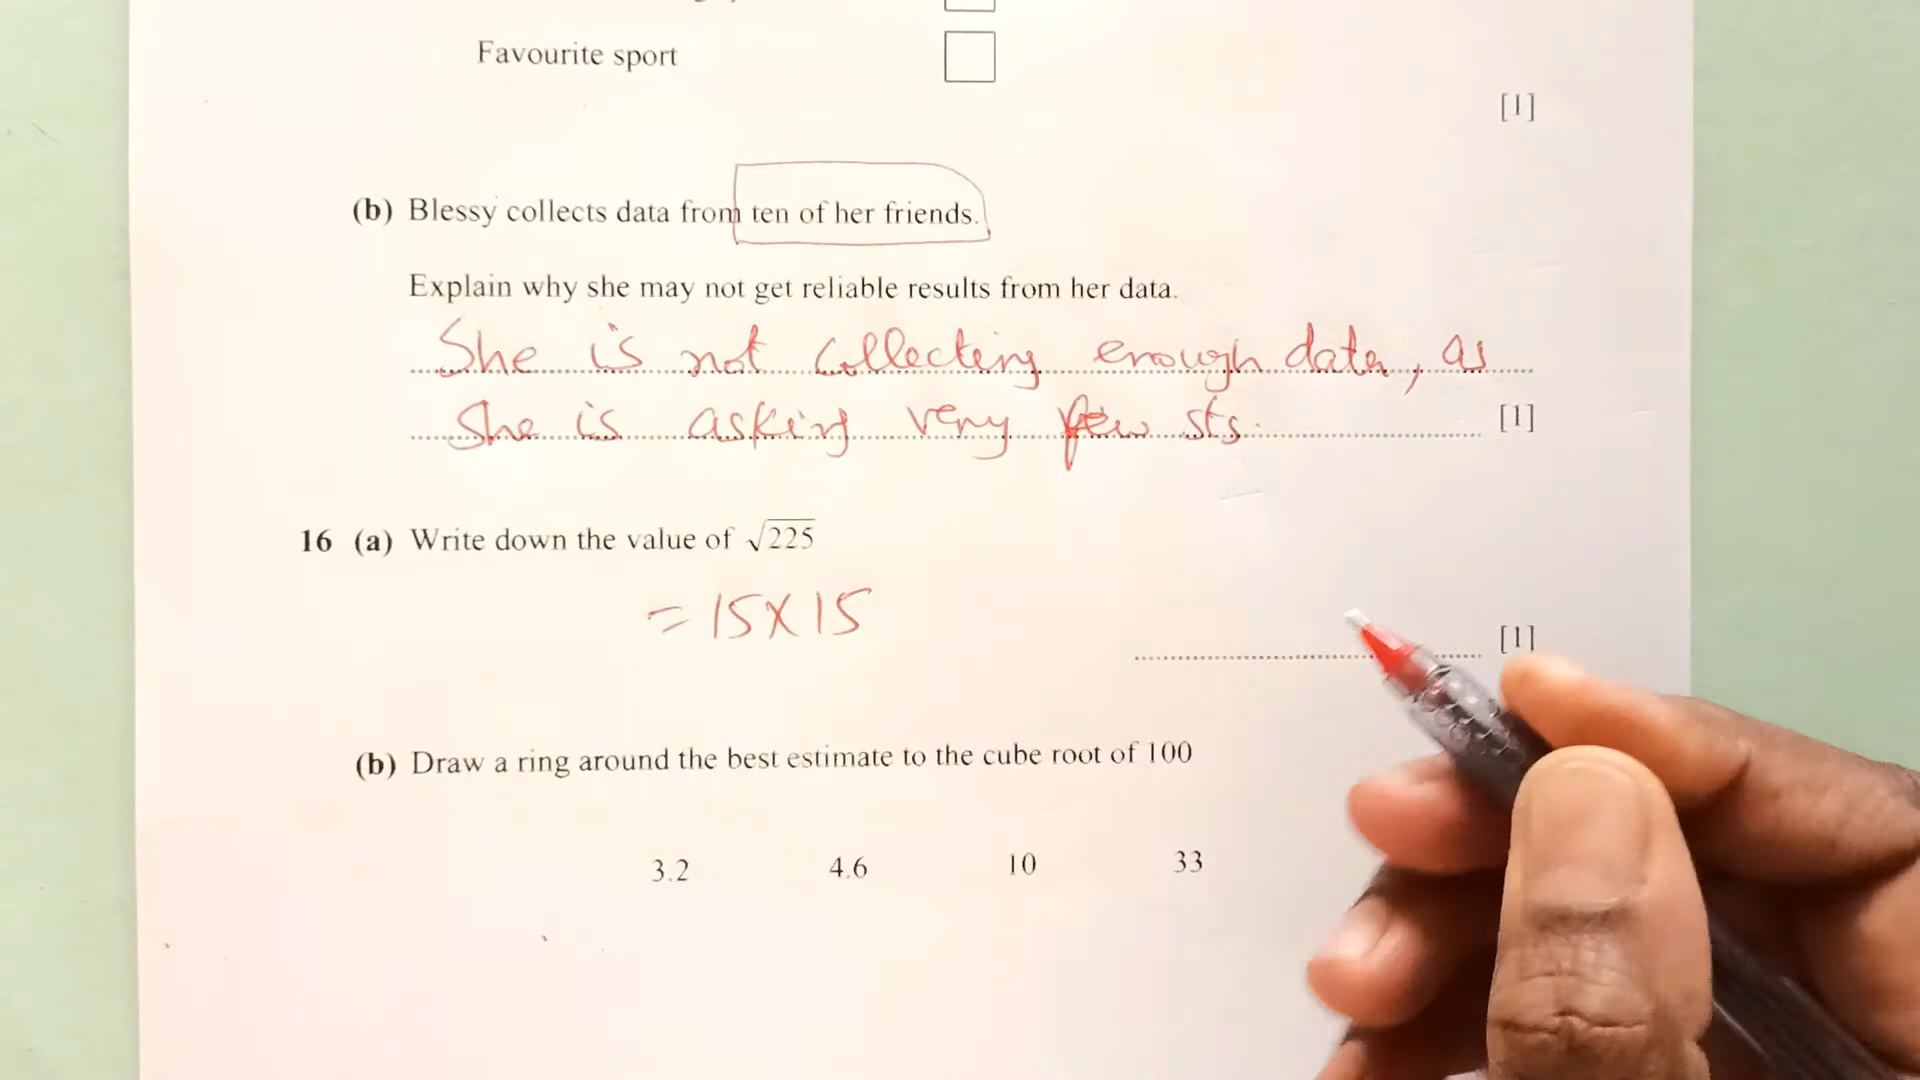 Favourite sport
[1]
(b) Blessy collects data from ten of her friends.
Explain why she may not get reliable results from her data.
She is not collecting enough data, as
She is asking very few sts. [1]
16 (a) Write down the value of √225
= 15X15
[1]
(b) Draw a ring around the best estimate to the cube root of 100
3.2 4.6 10 33